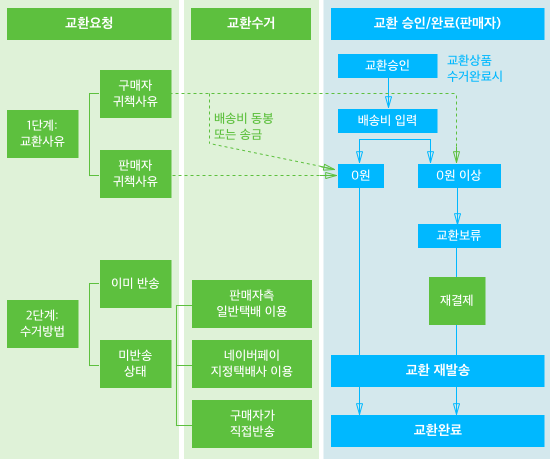 교환요청
교환수거
교환 승인/완료(판매자)
구매자
귀책사유
1단계:
교환사유
판매자
귀책사유
배송비 동봉
또는 송금
교환승인
교환상품
수거완료시
배송비 입력
0원
0원 이상
교환보류
재결제
2단계:
수거방법
이미 반송
미반송
상태
판매자측
일반택배 이용
네이버페이
지정택배사 이용
구매자가
직접반송
교환 재발송
교환완료